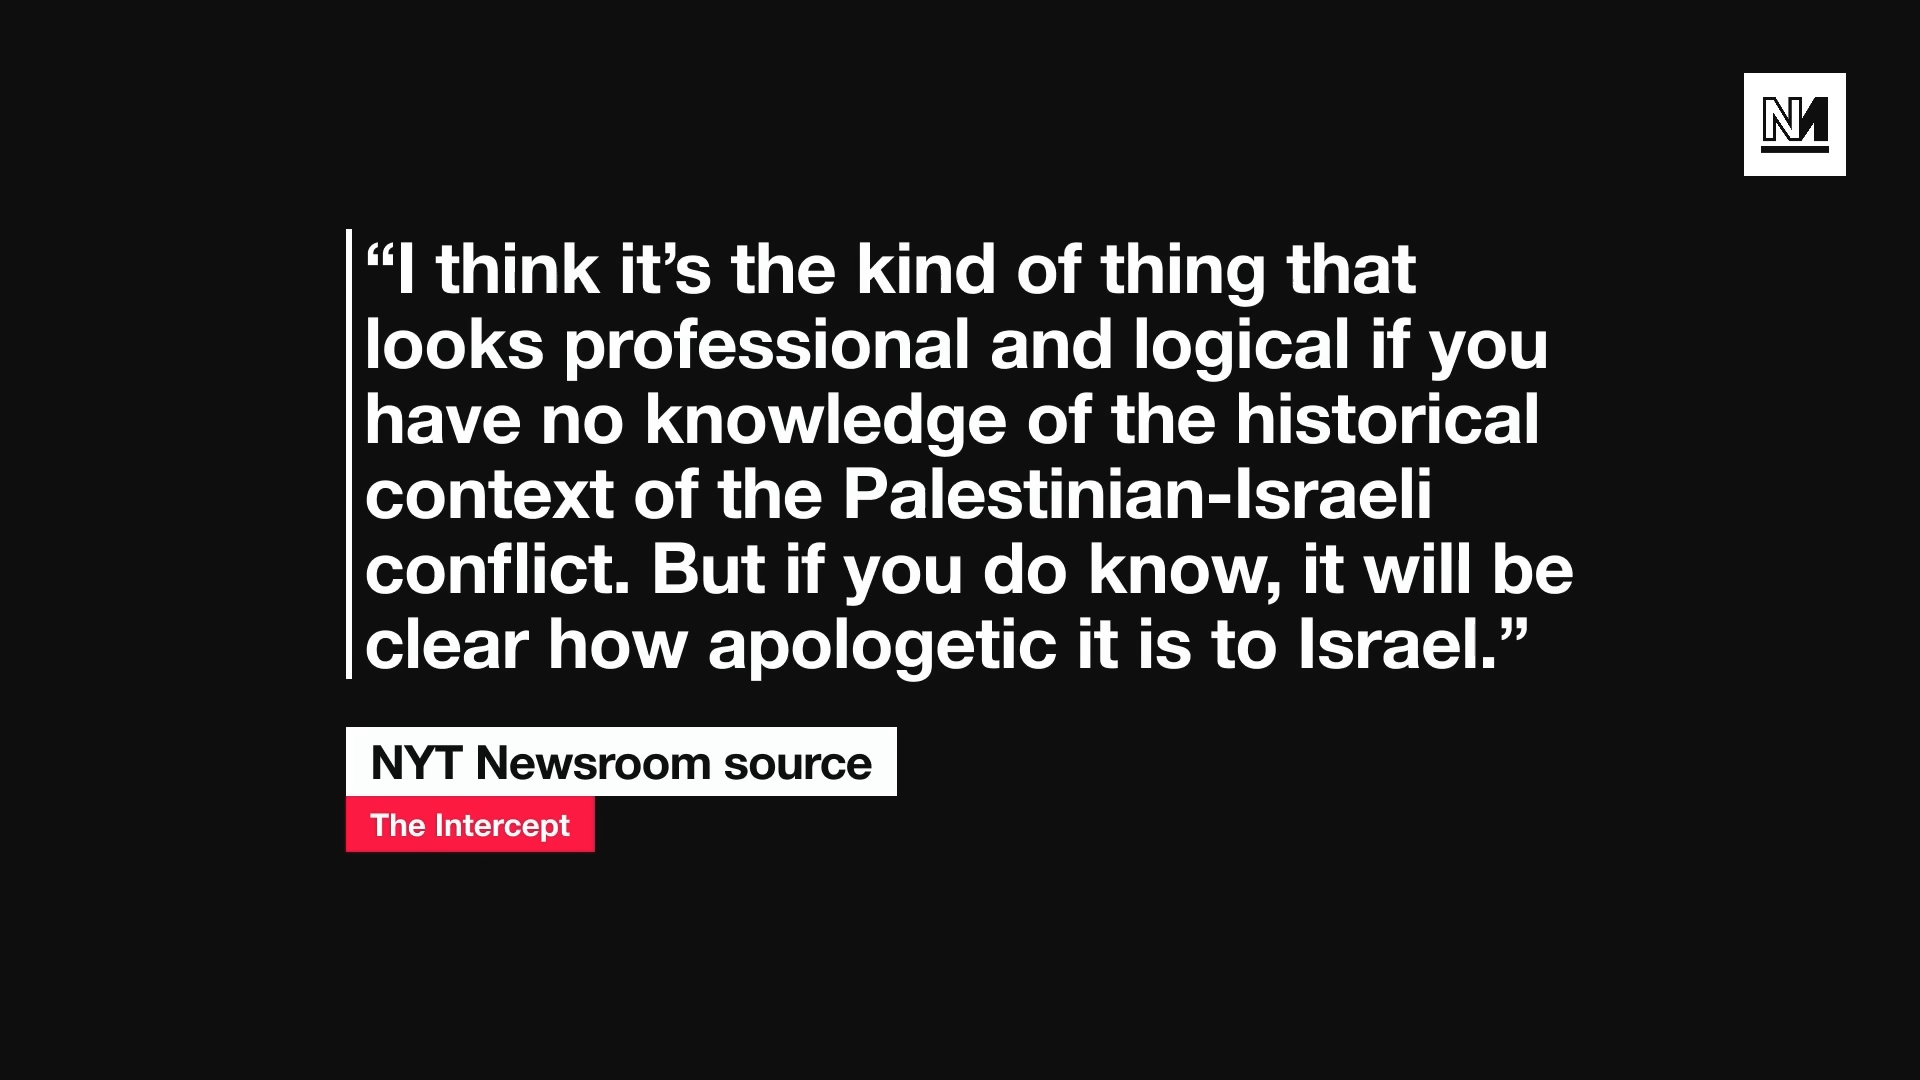 NM
“I think it’s the kind of thing that
looks professional and logical if you
have no knowledge of the historical
context of the Palestinian-Israeli
conflict. But if you do know, it will be
clear how apologetic it is to Israel.”
NYT Newsroom source
The Intercept